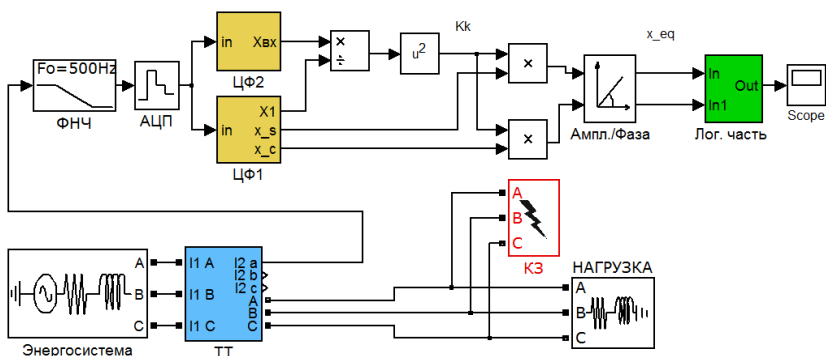 Kk
x_eq
Fo=500Hz
ФНЧ
АЦП
in
Xвх
ЦФ2
in
X1
x_s
x_c
ЦФ1
×
÷
u²
×
×
Ампл./Фаза
In
In1
Out
Лог. часть
Scope
A
B
C
Энергосистема
I1 A
I1 B
I1 C
I2 a
I2 b
I2 c
A
B
C
ТТ
A
B
C
КЗ
НАГРУЗКА
A
B
C